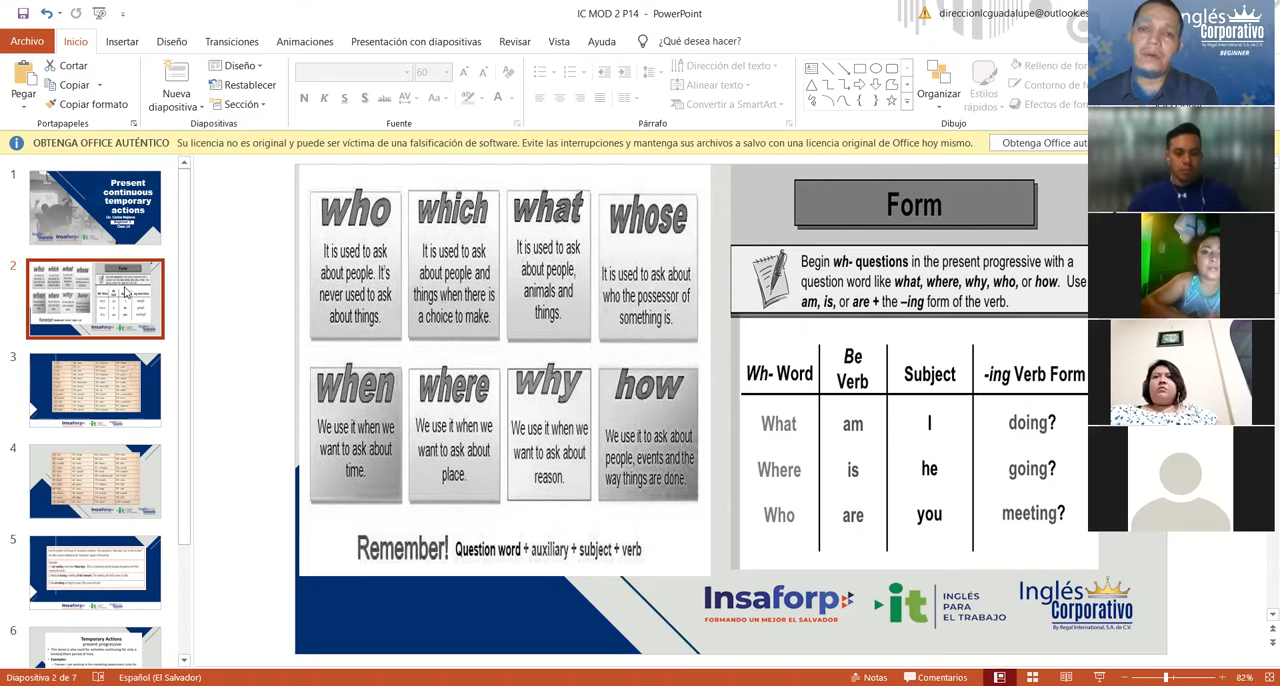 IC MOD 2 P14 - PowerPoint
direccionlcguadalupe@outlook.es
Archivo
Inicio
Insertar
Diseño
Transiciones
Animaciones
Presentación con diapositivas
Revisar
Vista
Ayuda
¿Qué desea hacer?
Pegar
Cortar
Copiar
Copiar formato
Portapapeles
Nueva
diapositiva
Diseño
Restablecer
Sección
Diapositivas
60
Fuente
Dirección del texto
Alinear texto
Convertir a SmartArt
Párrafo
Organizar
Estilos
rápidos
Relleno de
Contorno de
Efectos de
Dibujo
OBTENGA OFFICE AUTÉNTICO Su licencia no es original y puede ser víctima de una falsificación de software. Evite las interrupciones y mantenga sus archivos a salvo con una licencia original de Office hoy mismo.
Obtenga Office
1
Present
continuous
temporary
actions
2
3
4
5
6
Temporary Actions
present progressive
who
It is used to ask
about people. It's
never used to ask
about things.
which
It is used to ask
about people and
things when there is
a choice to make.
what
It is used to ask
about people,
animals and
things.
whose
It is used to ask about
who the possessor of
something is.
when
We use it when we
want to ask about
time.
where
We use it when we
want to ask about
place.
why
We use it when we
want to ask about
reason.
how
We use it to ask about
people, events and the
way things are done.
Remember! Question word + auxiliary + subject + verb
Form
Begin wh- questions in the present progressive with a
question word like what, where, why, who, or how. Use
am, is, or are + the –ing form of the verb.
Wh- Word Be Verb Subject -ing Verb Form
What am I doing?
Where is he going?
Who are you meeting?
Insaforp
FORMANDO UN MEJOR EL SALVADOR
it
INGLÉS
PARA
EL TRABAJO
Inglés
Corporativo
By Regal International, S.A. de C.V.
Inglés
Corporativo
By Regal International, S.A. de C.V.
BEGINNER
Diapositiva 2 de 7
Español (El Salvador)
Notas
Comentarios
82%